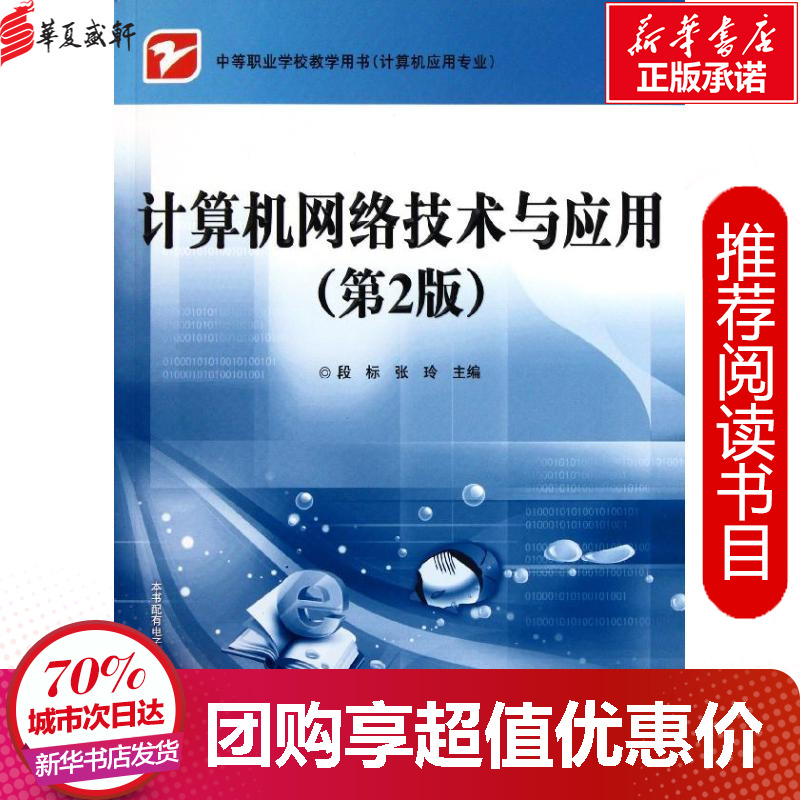 華夏盛軒
新华书店
正版承诺
中等职业学校教学用书(计算机应用专业)
计算机网络技术与应用
(第2版)
◎段 标 张 玲 主编
推荐阅读书目
本书配有电子
70%
城市次日达
新华书店发货
团购享超值优惠价